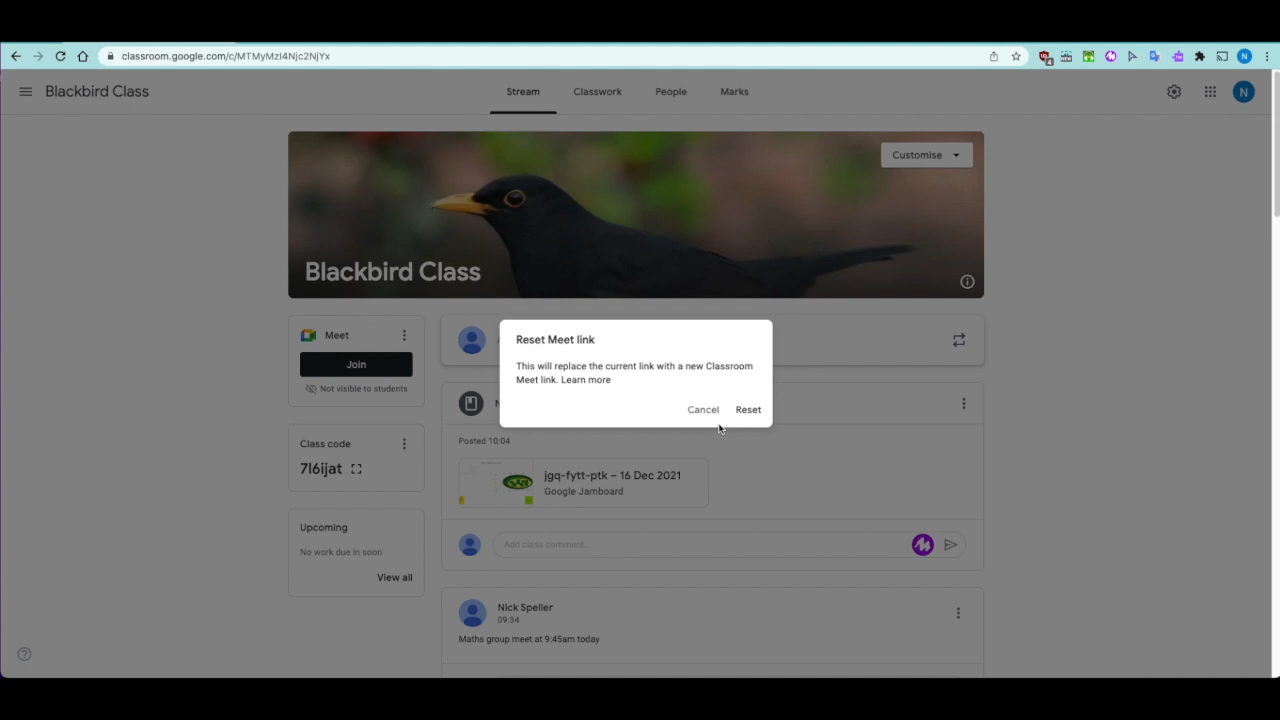 classroom.google.com/c/MTMyMzI4Njc2NjYx
N
Blackbird Class
Stream
Classwork
People
Marks
N
Customise
Blackbird Class
Meet
Join
Not visible to students
Class code
7l6ijat
Upcoming
No work due in soon
View all
Reset Meet link
This will replace the current link with a new Classroom
Meet link. Learn more
Cancel
Reset
Posted 10:04
jgq-fytt-ptk – 16 Dec 2021
Google Jamboard
Add class comment...
Nick Speller
09:34
Maths group meet at 9:45am today